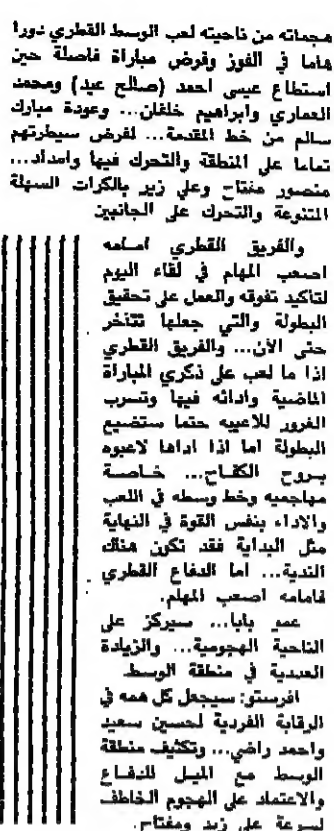 هجماته من ناحيته لعب الوسط القطري دورا
هاما في الفوز وفرض مباراة فاصلة حين
استطاع عيسى احمد (صالح عيد) ومحمد
العماري وابراهيم خلفان... وعودة مبارك
سالم من خط المقدمة... لفرض سيطرتهم
تماما على المنطقة والتحرك فيها وامداد...
منصور مفتاح وعلي زير بالكرات السهلة
المتنوعة والتحرك على الجانبين
والفريق القطري امامه
اصعب المهام في لقاء اليوم
لتأكيد تفوقه والعمل على تحقيق
البطولة والتي جعلها تتأخر
حتى الآن... والفريق القطري
اذا ما لعب على ذكري المباراة
الماضية وادائه فيها وتسرب
الغرور للاعبيه حتما ستضيع
البطولة اما اذا اداها لاعبوه
بروح الكفاح... خاصة
مهاجميه وخط وسطه في اللعب
والاداء بنفس القوة في النهاية
مثل البداية فقد تكون هناك
الندية... اما الدفاع القطري
فامامه اصعب المهام.
عمو بابا... سيركز على
الناحية الهجومية... والزيادة
العددية في منطقة الوسط
افرستو: سيجعل كل همه في
الرقابة الفردية لحسين سعيد
واحمد راضي... وتكثيف منطقة
الوسط مع الميل للدفاع
والاعتماد على الهجوم الخاطف
لسرعة علي زيد ومفتاح.